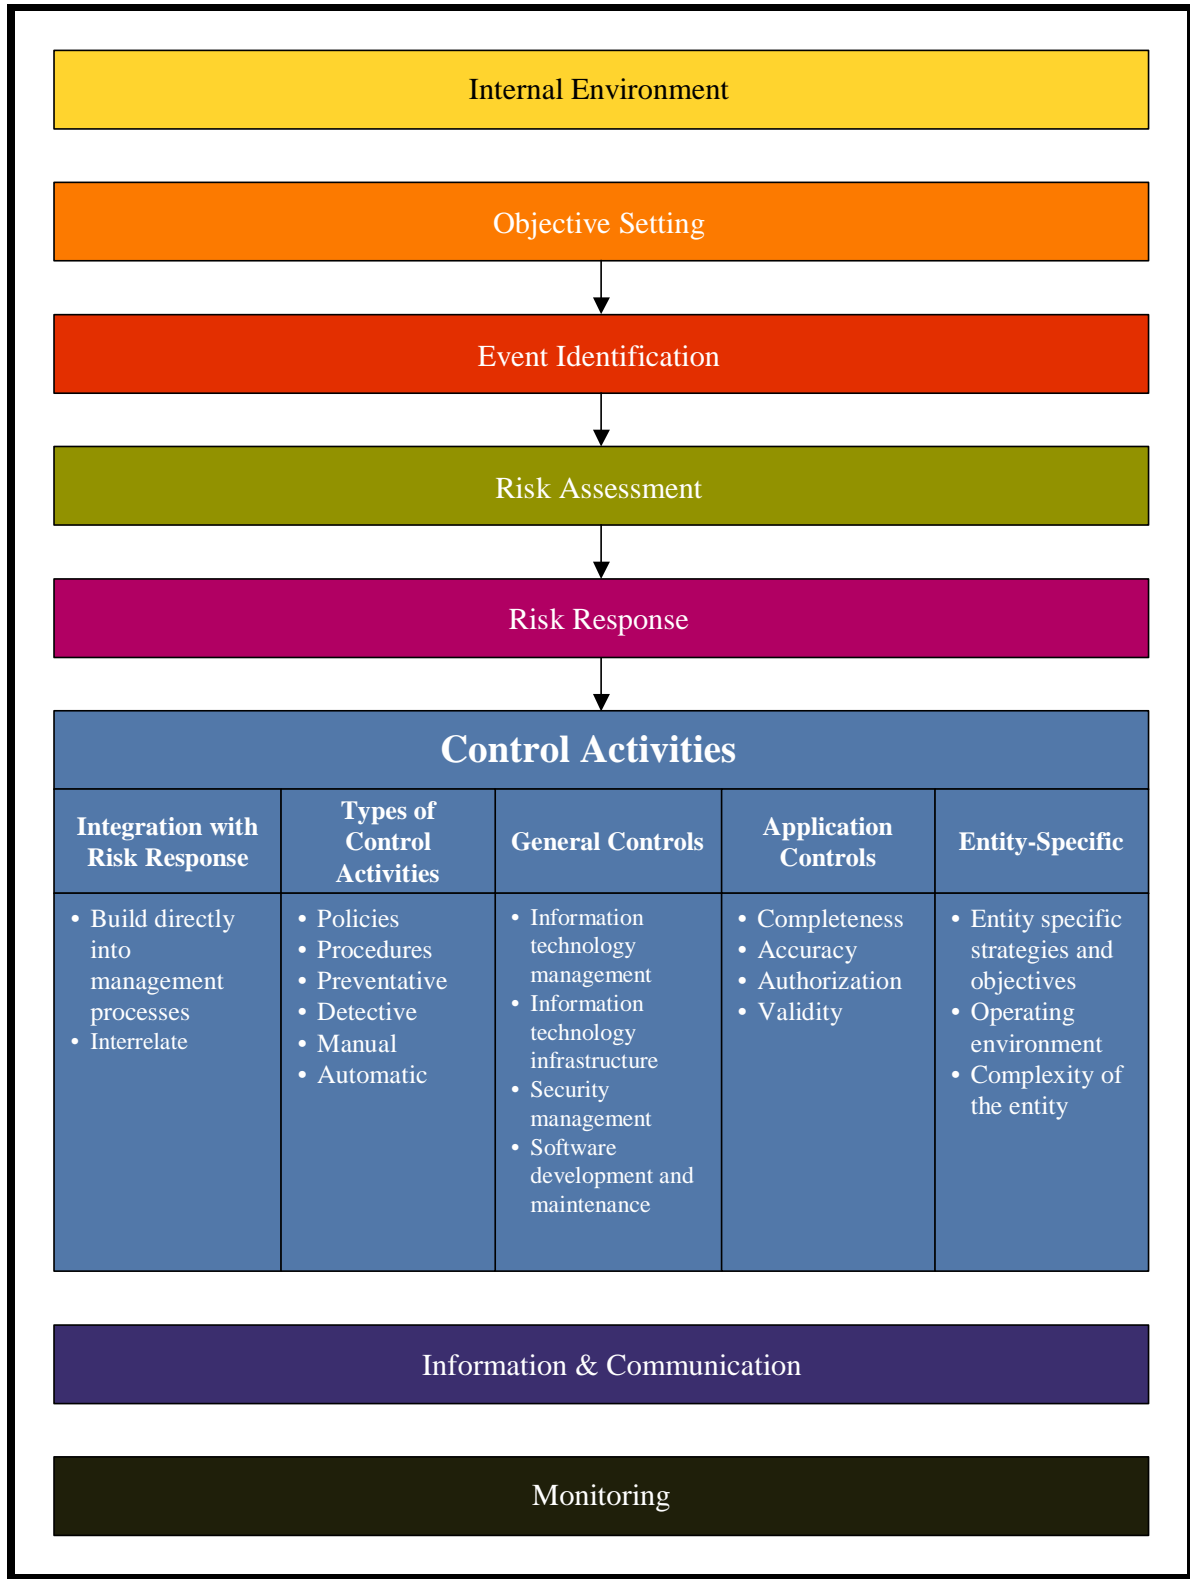 Internal Environment
Objective Setting
Event Identification
Risk Assessment
Risk Response
Control Activities
Integration with
Risk Response
Types of
Control
Activities
General Controls
Application
Controls
Entity-Specific
• Build directly
into
management
processes
• Interrelate
• Policies
• Procedures
• Preventative
• Detective
• Manual
• Automatic
• Information
technology
management
• Information
technology
infrastructure
• Security
management
• Software
development and
maintenance
• Completeness
• Accuracy
• Authorization
• Validity
• Entity specific
strategies and
objectives
• Operating
environment
• Complexity of
the entity
Information & Communication
Monitoring